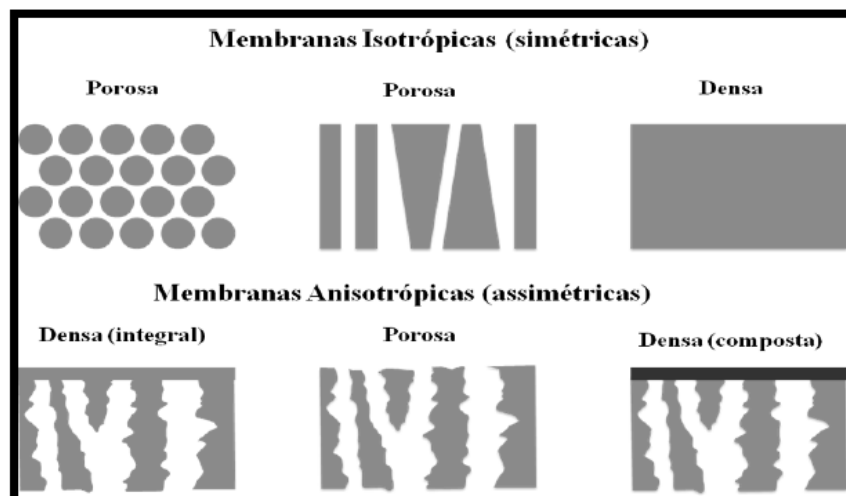 Membranas Isotrópicas (simétricas)
Porosa
Porosa
Densa
Membranas Anisotrópicas (assimétricas)
Densa (integral)
Porosa
Densa (composta)